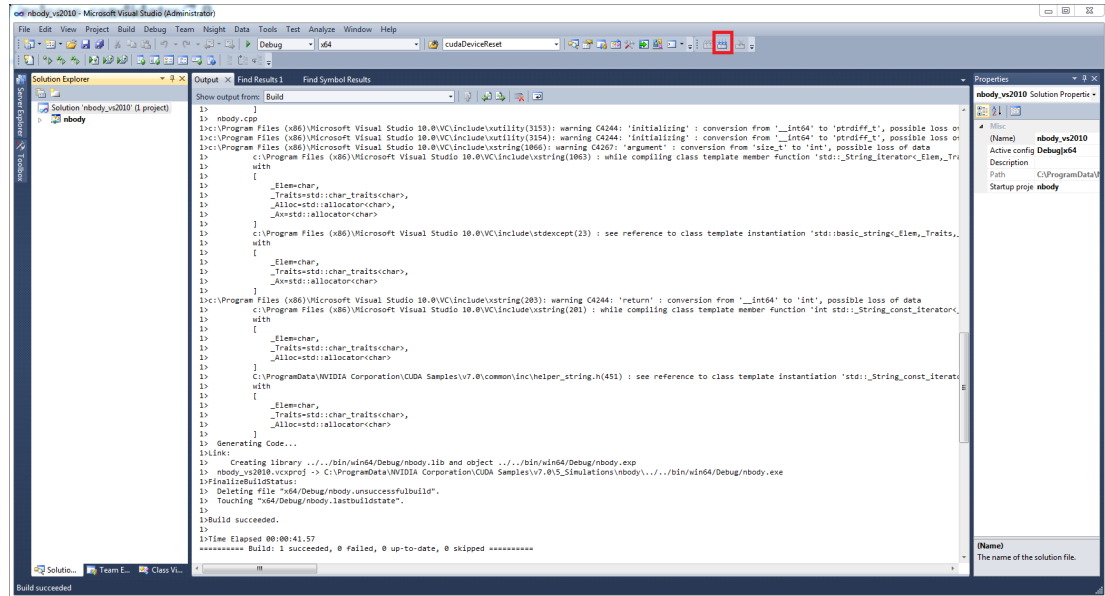 nbody_vs2010 - Microsoft Visual Studio (Administrator)
File Edit View Project Build Debug Team Nsight Data Tools Test Analyze Window Help
Debug x64 cudaDeviceReset
Server Explorer
Toolbox
Solution Explorer
Solution 'nbody_vs2010' (1 project)
nbody
Output Find Results 1 Find Symbol Results
Show output from: Build
1> ]
1> nbody.cpp
1>c:\Program Files (x86)\Microsoft Visual Studio 10.0\VC\include\xutility(3153): warning C4244: 'initializing' : conversion from '__int64' to 'ptrdiff_t', possible loss of
1>c:\Program Files (x86)\Microsoft Visual Studio 10.0\VC\include\xutility(3154): warning C4244: 'initializing' : conversion from '__int64' to 'ptrdiff_t', possible loss of
1>c:\Program Files (x86)\Microsoft Visual Studio 10.0\VC\include\xstring(1066): warning C4267: 'argument' : conversion from 'size_t' to 'int', possible loss of data
1> c:\Program Files (x86)\Microsoft Visual Studio 10.0\VC\include\xstring(1063) : while compiling class template member function 'std::_String_iterator<_Elem,_Tra
1> with
1> [
1> _Elem=char,
1> _Traits=std::char_traits<char>,
1> _Alloc=std::allocator<char>,
1> _Ax=std::allocator<char>
1> ]
1> c:\Program Files (x86)\Microsoft Visual Studio 10.0\VC\include\stdexcept(23) : see reference to class template instantiation 'std::basic_string<_Elem,_Traits,_
1> with
1> [
1> _Elem=char,
1> _Traits=std::char_traits<char>,
1> _Ax=std::allocator<char>
1> ]
1>c:\Program Files (x86)\Microsoft Visual Studio 10.0\VC\include\xstring(203): warning C4244: 'return' : conversion from '__int64' to 'int', possible loss of data
1> c:\Program Files (x86)\Microsoft Visual Studio 10.0\VC\include\xstring(201) : while compiling class template member function 'int std::_String_const_iterator<_
1> with
1> [
1> _Elem=char,
1> _Traits=std::char_traits<char>,
1> _Alloc=std::allocator<char>
1> ]
1> C:\ProgramData\NVIDIA Corporation\CUDA Samples\v7.0\common\inc\helper_string.h(451) : see reference to class template instantiation 'std::_String_const_iterato
1> with
1> [
1> _Elem=char,
1> _Traits=std::char_traits<char>,
1> _Alloc=std::allocator<char>
1> ]
1> Generating Code...
1>Link:
1> Creating library ../../bin/win64/Debug/nbody.lib and object ../../bin/win64/Debug/nbody.exp
1> nbody_vs2010.vcxproj -> C:\ProgramData\NVIDIA Corporation\CUDA Samples\v7.0\5_Simulations\nbody\../../bin/win64/Debug/nbody.exe
1>FinalizeBuildStatus:
1> Deleting file "x64/Debug/nbody.unsuccessfulbuild".
1> Touching "x64/Debug/nbody.lastbuildstate".
1>
1>Build succeeded.
1>
1>Time Elapsed 00:00:41.57
========== Build: 1 succeeded, 0 failed, 0 up-to-date, 0 skipped ==========
Properties
nbody_vs2010 Solution Propertie
Misc
(Name) nbody_vs2010
Active config Debug|x64
Description
Path C:\ProgramData\N
Startup proje nbody
(Name)
The name of the solution file.
Solutio... Team E... Class Vi...
Build succeeded